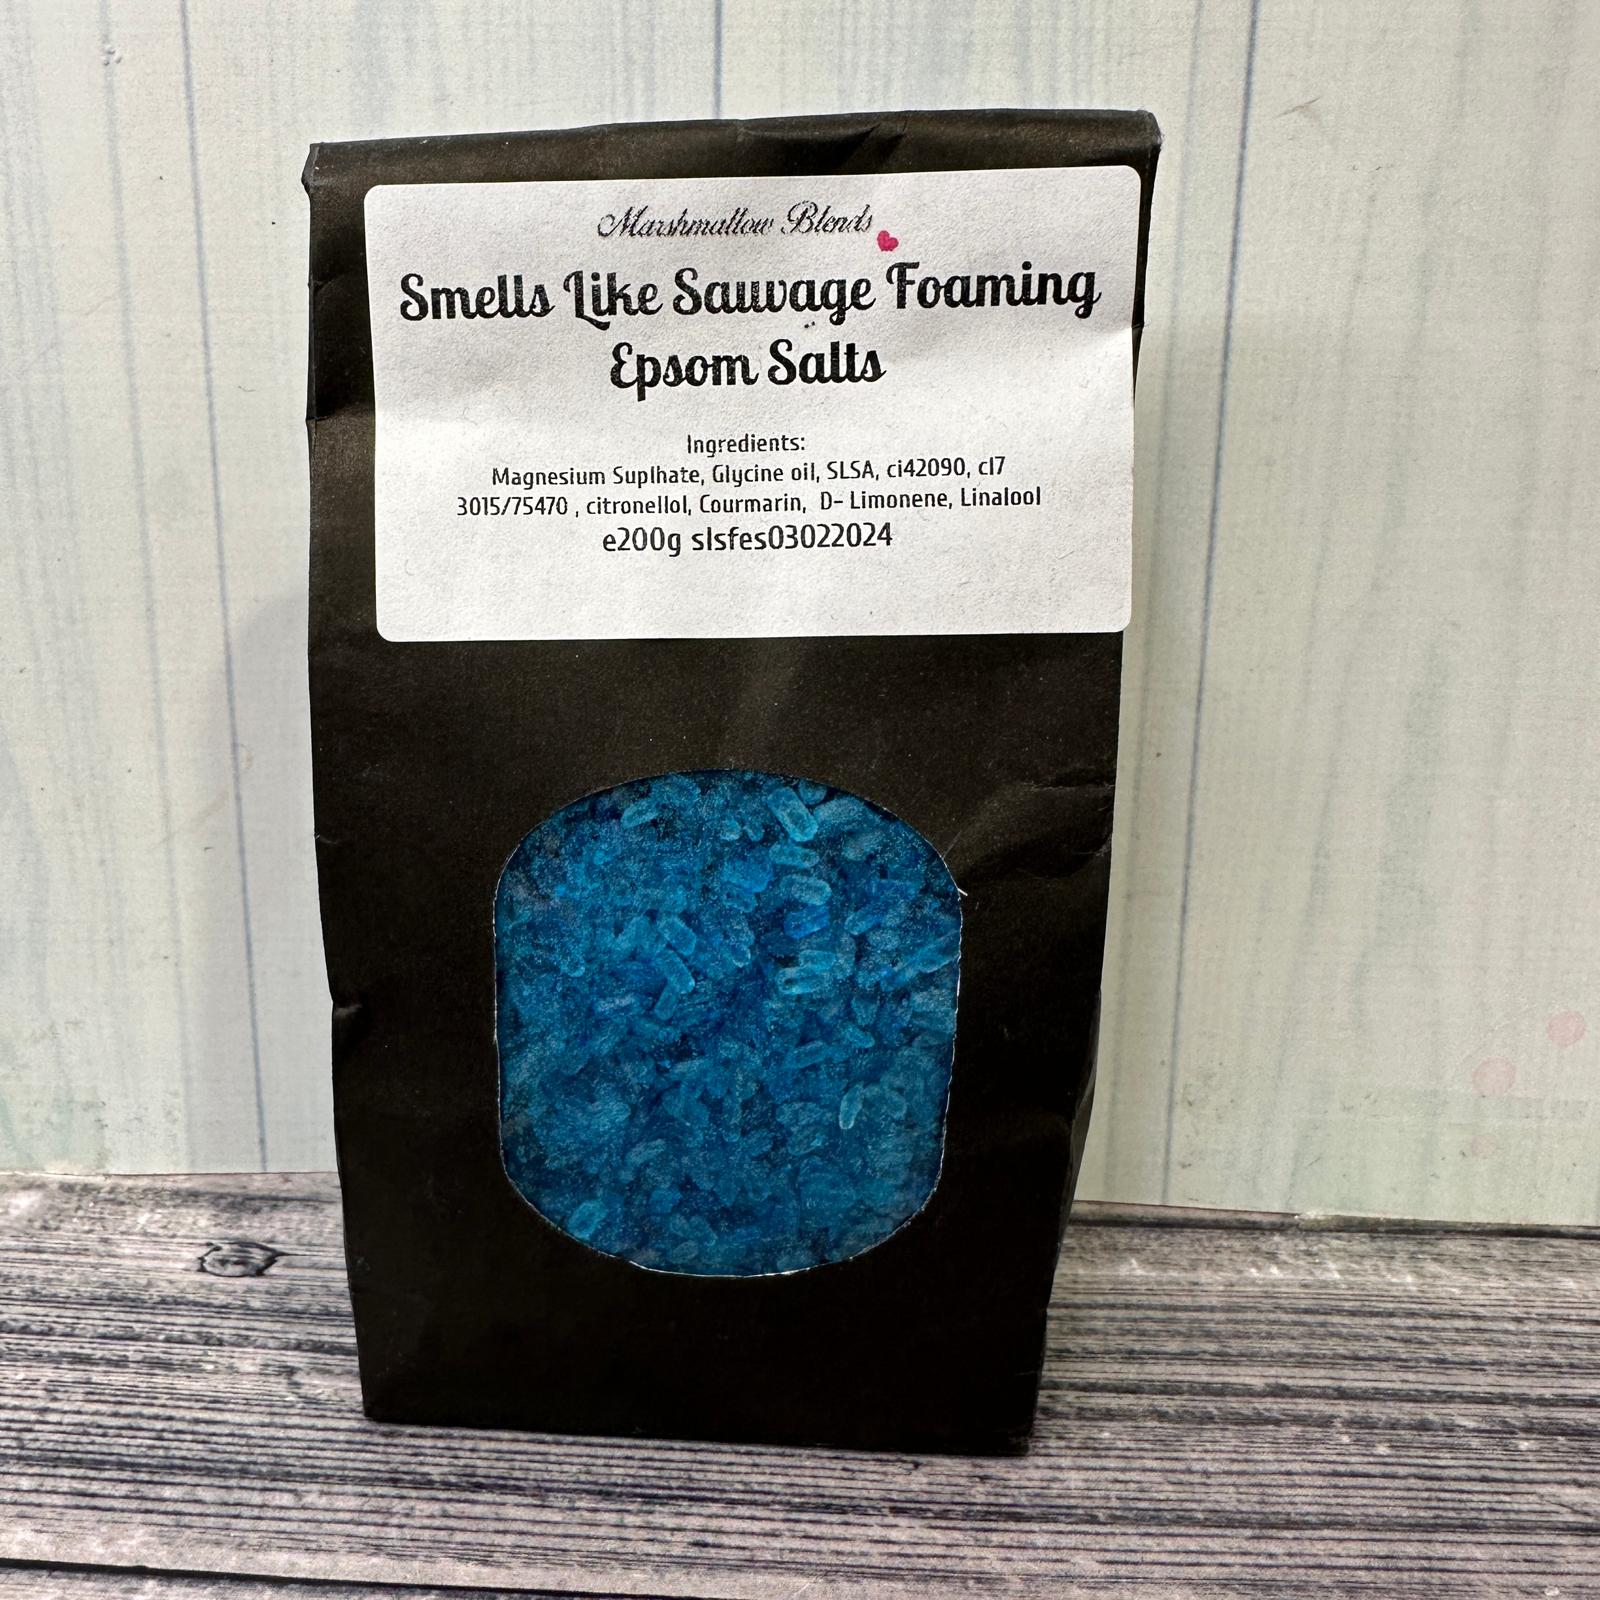 Marshmallow Blends
Smells Like Sauvage Foaming
Epsom Salts
Ingredients:
Magnesium Suplhate, Glycine oil, SLSA, ci42090, cl7
3015/75470 , citronellol, Courmarin, D- Limonene, Linalool
e200g slsfes03022024